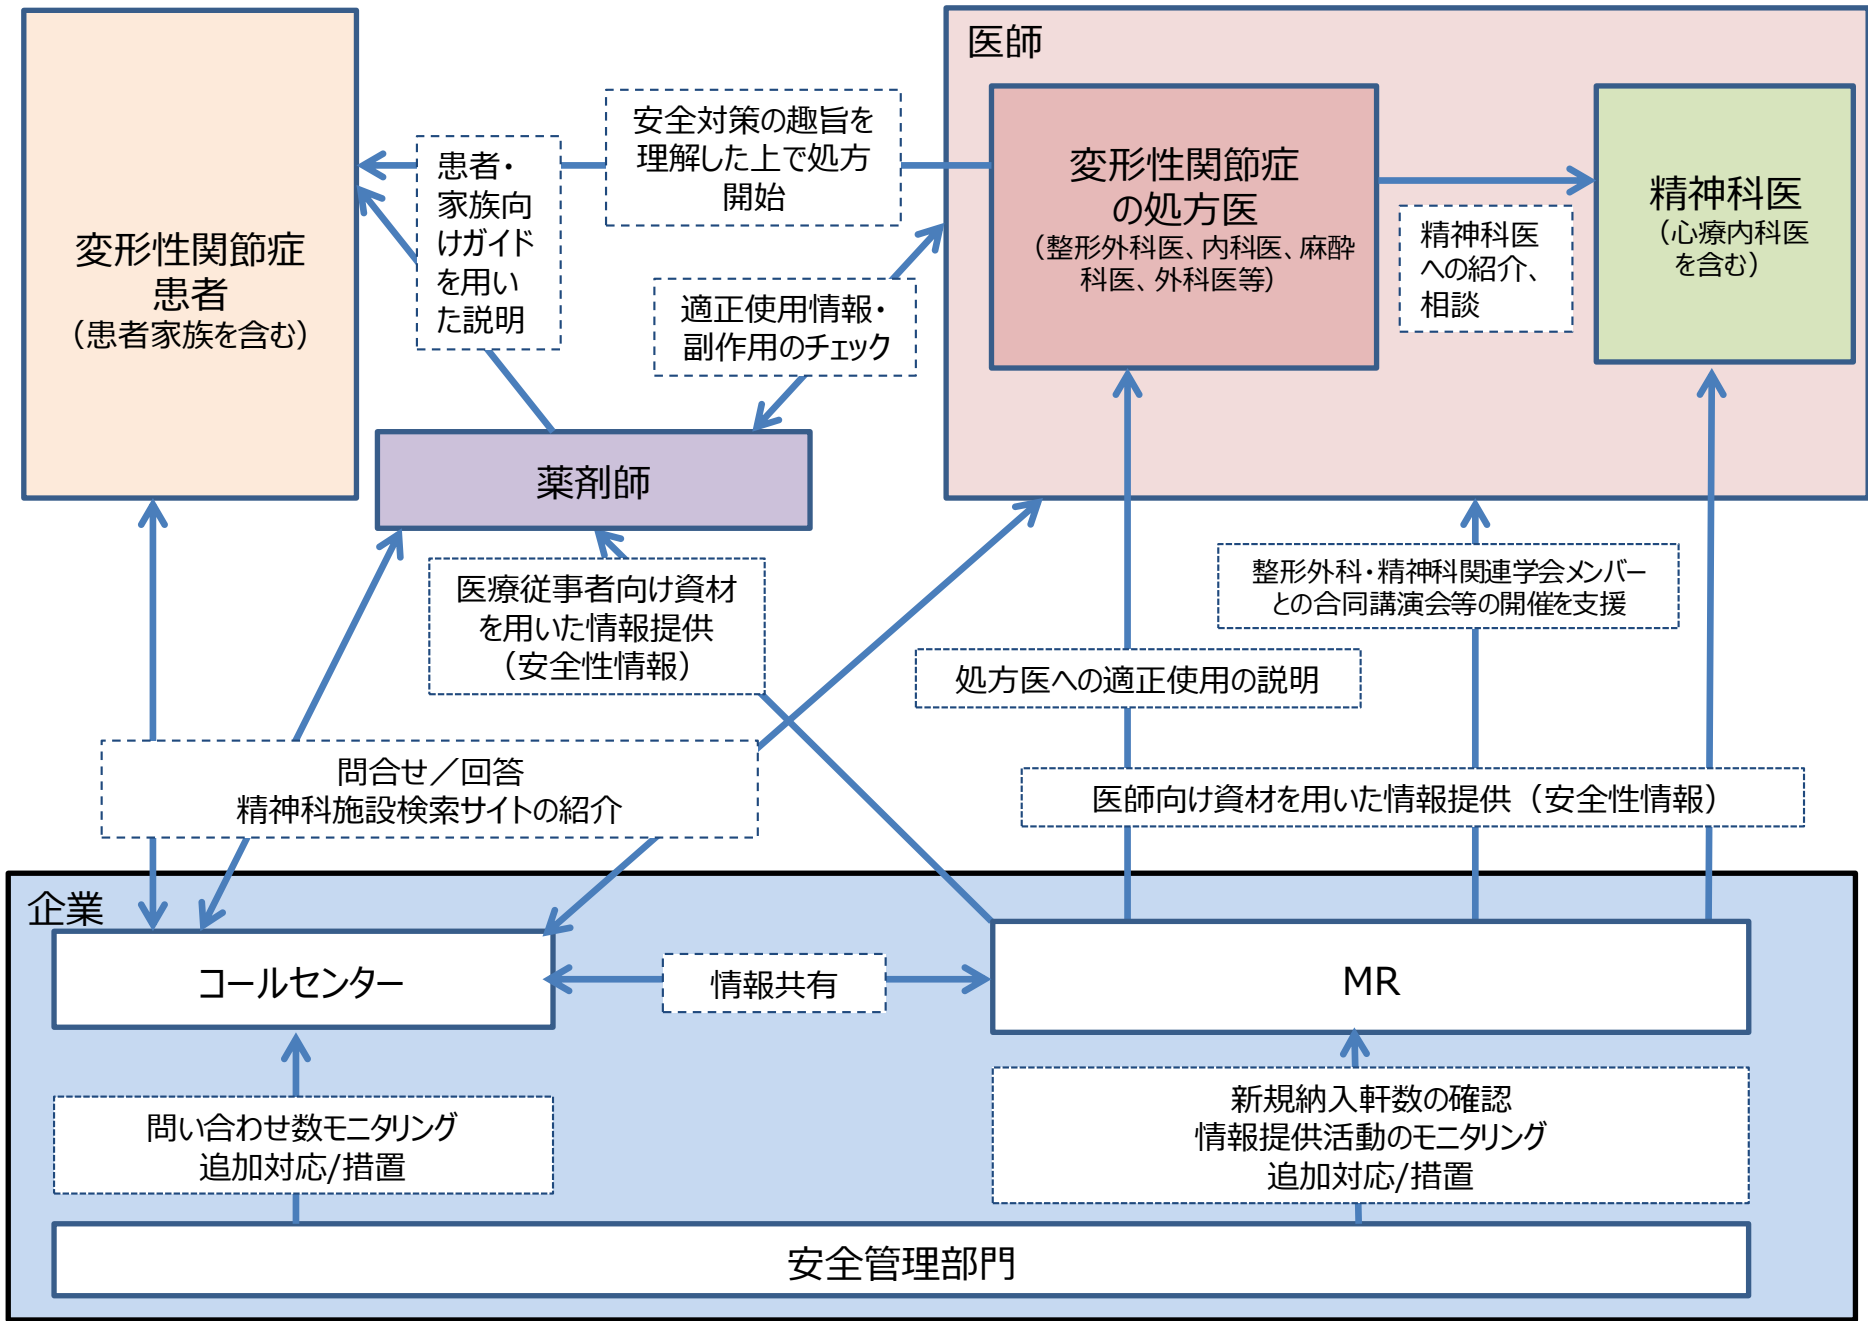 医師
変形性関節症
患者
（患者家族を含む）
患者・
家族向
けガイド
を用い
た説明
安全対策の趣旨を
理解した上で処方
開始
変形性関節症
の処方医
（整形外科医、内科医、麻酔
科医、外科医等）
精神科医
への紹介、
相談
精神科医
（心療内科医
を含む）
適正使用情報・
副作用のチェック
薬剤師
医療従事者向け資材
を用いた情報提供
（安全性情報）
整形外科・精神科関連学会メンバー
との合同講演会等の開催を支援
処方医への適正使用の説明
問合せ／回答
精神科施設検索サイトの紹介
医師向け資材を用いた情報提供（安全性情報）
企業
コールセンター
情報共有
MR
問い合わせ数モニタリング
追加対応/措置
新規納入軒数の確認
情報提供活動のモニタリング
追加対応/措置
安全管理部門